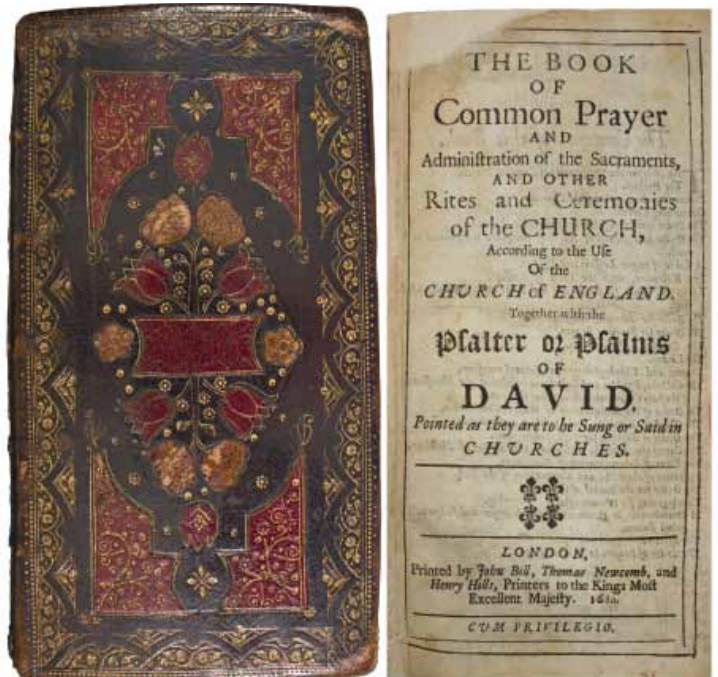 THE BOOK
OF
Common Prayer
AND
Adminiſtration of the Sacraments,
AND OTHER
Rites and Ceremonies
of the CHURCH,
According to the Uſe
Of the
CHVRCH of ENGLAND.
Together with the
Pſalter or Pſalms
OF
DAVID,
Pointed as they are to be Sung or Said in
CHVRCHES.
LONDON,
Printed by John Bill, Thomas Newcomb, and
Henry Hills, Printers to the Kings Moſt
Excellent Majeſty.
CVM PRIVILEGIO.